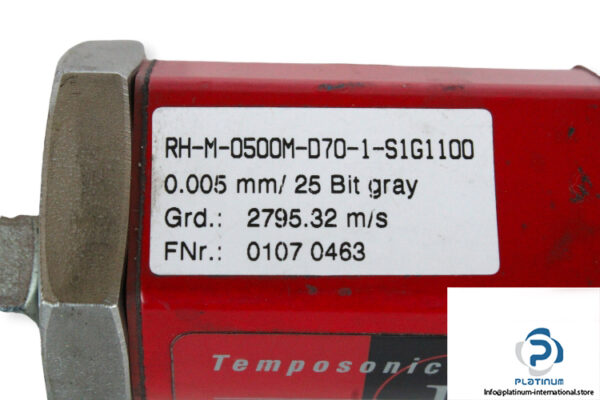 RH-M-0500M-D70-1-S1G1100
0.005 mm/ 25 Bit gray
Grd.: 2795.32 m/s
FNr.: 0107 0463
Temposonic
PLATINUM
Info@platinum-international.store